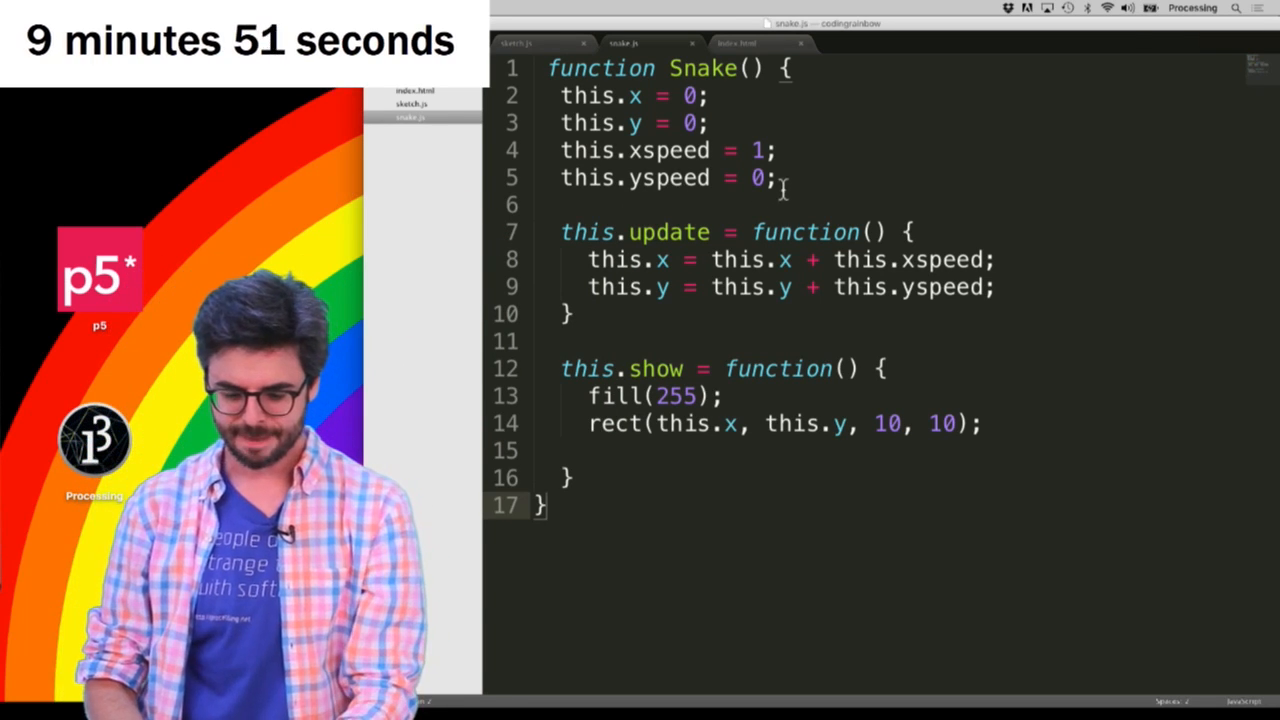 9 minutes 51 seconds
Processing
snake.js — codingrainbow
sketch.js
snake.js
index.html
index.html
sketch.js
snake.js
1 function Snake() {
2 this.x = 0;
3 this.y = 0;
4 this.xspeed = 1;
5 this.yspeed = 0;
6
7 this.update = function() {
8 this.x = this.x + this.xspeed;
9 this.y = this.y + this.yspeed;
10 }
11
12 this.show = function() {
13 fill(255);
14 rect(this.x, this.y, 10, 10);
15
16 }
17 }
p5*
p5
Processing
with soft
JavaScript